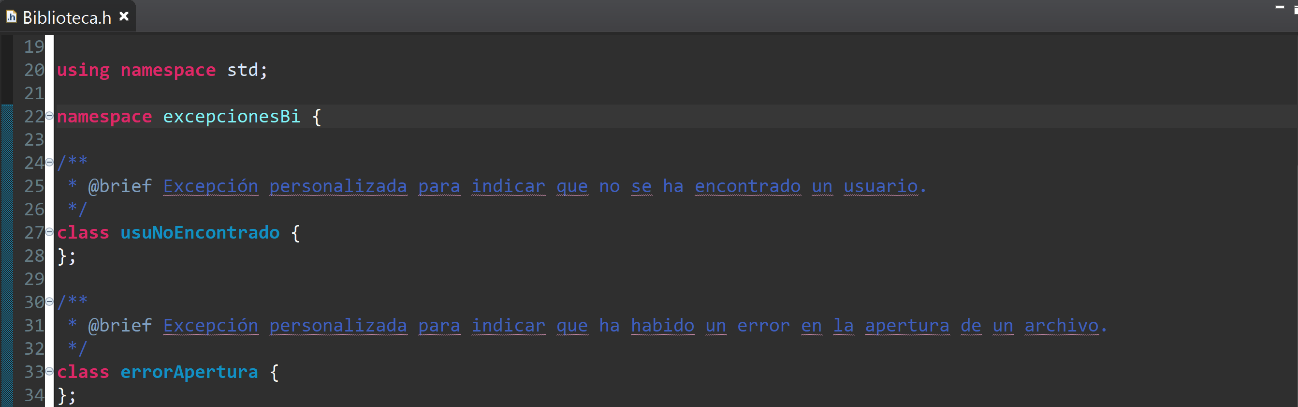 Biblioteca.h
19
20 using namespace std;
21
22 namespace excepcionesBi {
23
24 /**
25 * @brief Excepción personalizada para indicar que no se ha encontrado un usuario.
26 */
27 class usuNoEncontrado {
28 };
29
30 /**
31 * @brief Excepción personalizada para indicar que ha habido un error en la apertura de un archivo.
32 */
33 class errorApertura {
34 };